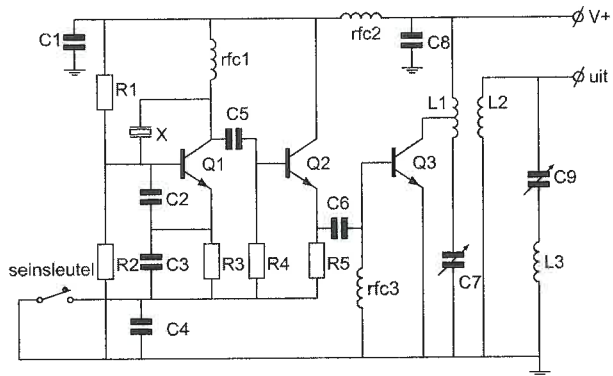 C1
rfc2
C8
V+
rfc1
R1
X
C5
L1
L2
uit
Q1
Q2
Q3
C2
C6
C9
R2
C3
R3
R4
R5
rfc3
C7
L3
seinsleutel
C4